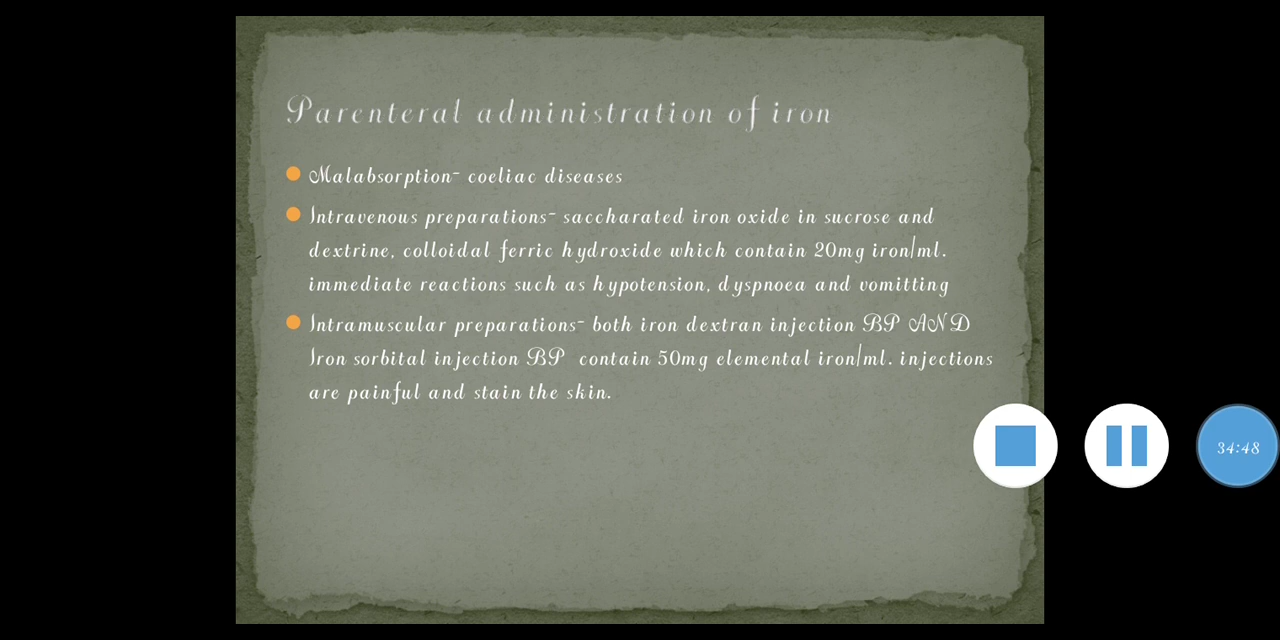 Parenteral administration of iron
Malabsorption- coeliac diseases
Intravenous preparations- saccharated iron oxide in sucrose and
dextrine, colloidal ferric hydroxide which contain 20mg iron/ml.
immediate reactions such as hypotension, dyspnoea and vomitting
Intramuscular preparations- both iron dextran injection BP AND
Iron sorbital injection BP contain 50mg elemental iron/ml. injections
are painful and stain the skin.
34:48